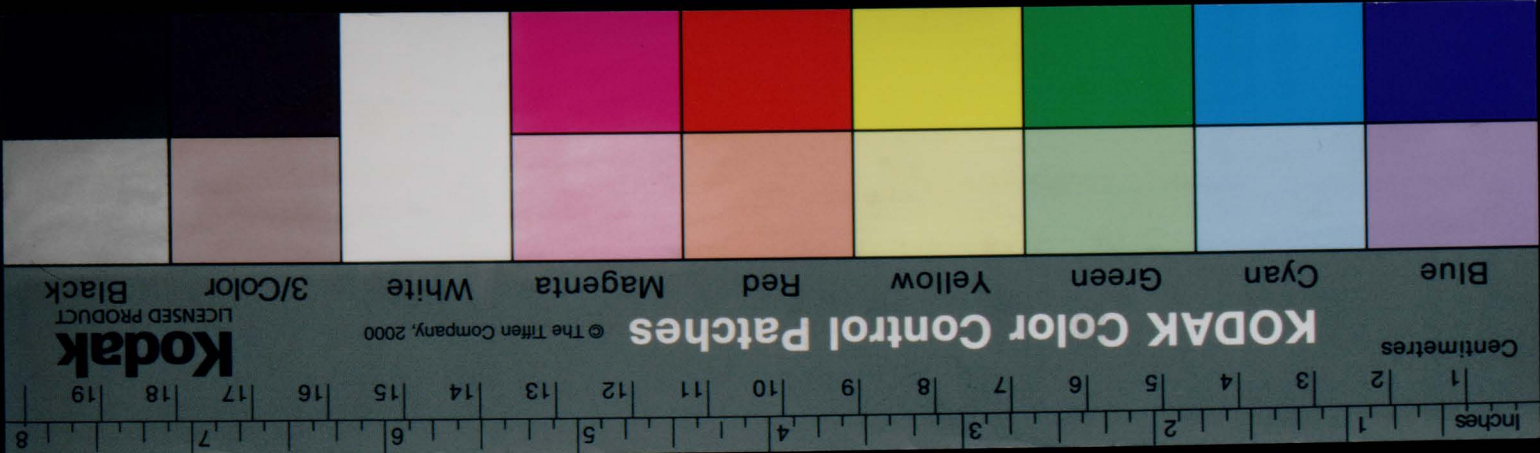 Inches 1 2 3 4 5 6 7 8
1 2 3 4 5 6 7 8 9 10 11 12 13 14 15 16 17 18 19
Centimetres
KODAK Color Control Patches © The Tiffen Company, 2000 Kodak
LICENSED PRODUCT
Blue Cyan Green Yellow Red Magenta White 3/Color Black